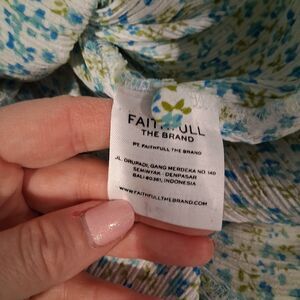 FAITHFULL
THE BRAND
PT. FAITHFULL THE BRAND
JL. DRUPADI, GANG MERDEKA NO. 14D
SEMINYAK - DENPASAR
BALI 80361, INDONESIA
WWW.FAITHFULLTHEBRAND.COM